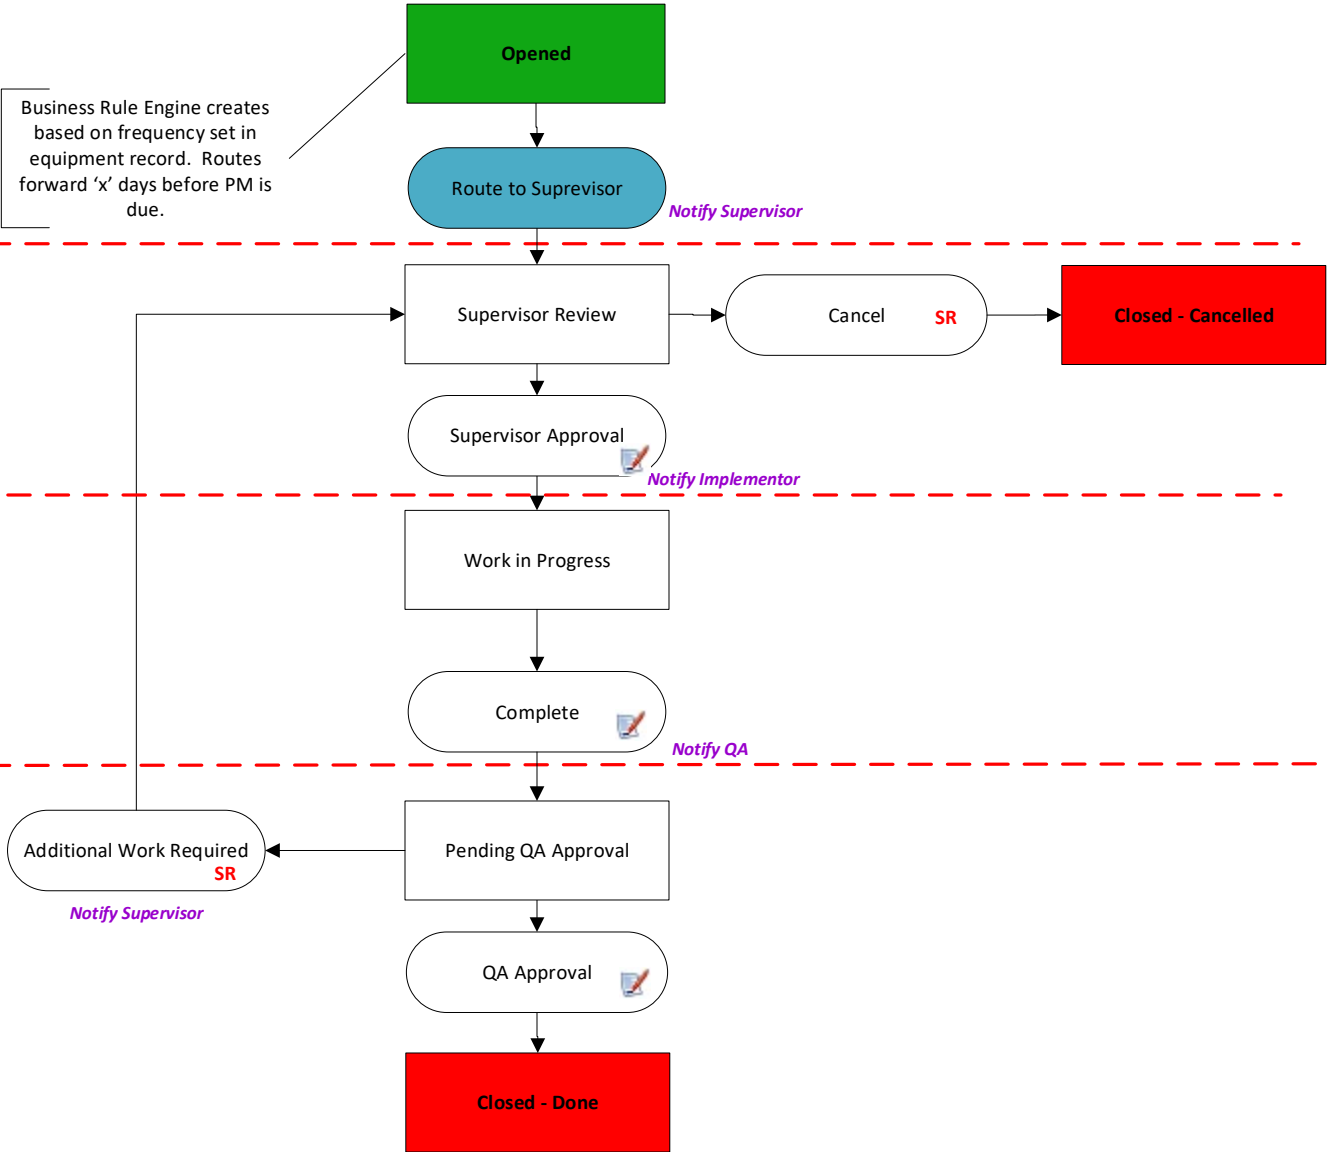 Opened
Business Rule Engine creates
based on frequency set in
equipment record.  Routes
forward ‘x’ days before PM is
due.
Route to Suprevisor
Notify Supervisor
Supervisor Review
Cancel
SR
Closed - Cancelled
Supervisor Approval
Notify Implementor
Work in Progress
Complete
Notify QA
Additional Work Required
SR
Pending QA Approval
Notify Supervisor
QA Approval
Closed - Done